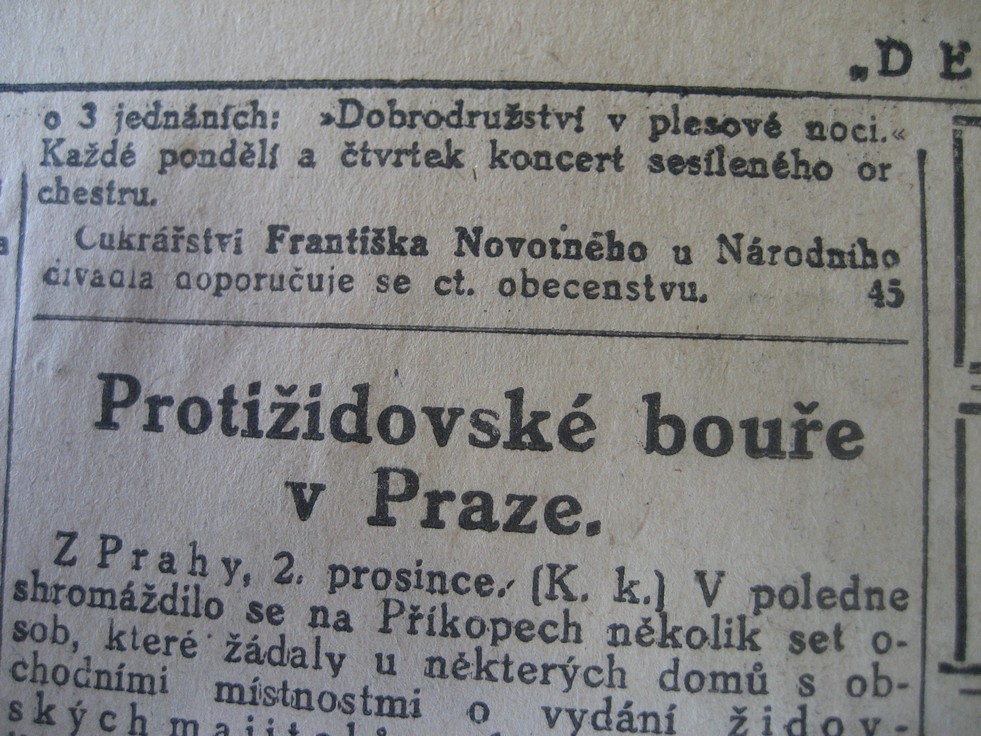 „DE
o 3 jednáních: »Dobrodružství v plesové noci.«
Každé pondělí a čtvrtek koncert sesíleného or
chestru.
Cukrářství Františka Novotného u Národního
divadla doporučuje se ct. obecenstvu. 45
Protižidovské bouře
v Praze.
Z Prahy, 2. prosince. (K. k.) V poledne
shromáždilo se na Příkopech několik set o-
sob, které žádaly u některých domů s ob-
chodními místnostmi o vydání židov-
ských